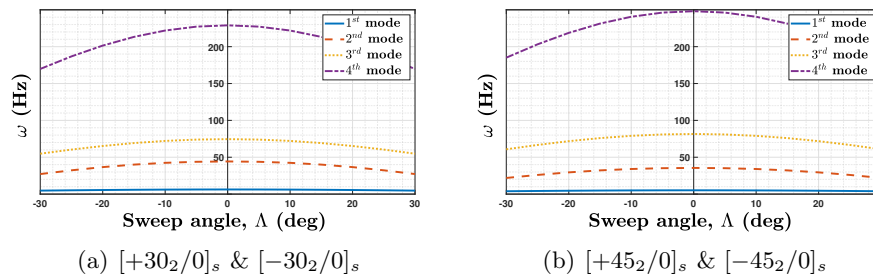 1st mode
2nd mode
3rd mode
4th mode
200
150
100
50
ω (Hz)
-30 -20 -10 0 10 20 30
Sweep angle, Λ (deg)
(a) [+30₂/0]ₛ & [−30₂/0]ₛ
1st mode
2nd mode
3rd mode
4th mode
200
150
100
50
ω (Hz)
-30 -20 -10 0 10 20
Sweep angle, Λ (deg)
(b) [+45₂/0]ₛ & [−45₂/0]ₛ